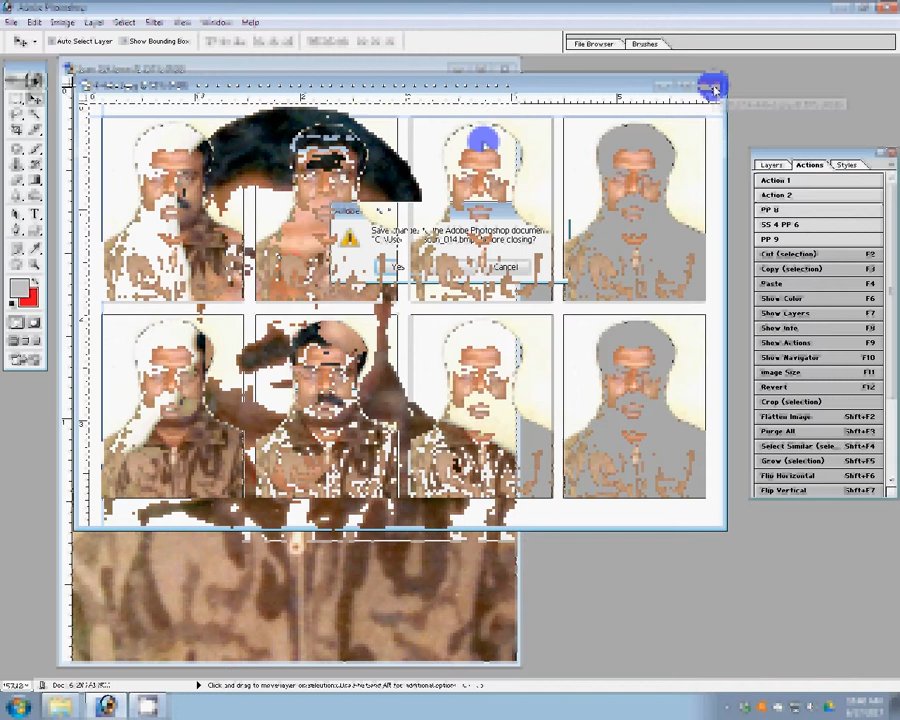 Adobe Photoshop
File Edit Image Layer Select Filter View Window Help
Auto Select Layer Show Bounding Box
File Browser Brushes
Layers Actions Styles
Action 1
Action 2
PP 8
SS 4 PP 6
PP 9
Cut (selection) F2
Copy (selection) F3
Paste F4
Show Color F6
Show Layers F7
Show Info F8
Show Actions F9
Show Navigator F10
Image Size F11
Revert F12
Crop (selection)
Flatten Image Shft+F2
Purge All Shft+F3
Select Similar (sele... Shft+F4
Grow (selection) Shft+F5
Flip Horizontal Shft+F6
Flip Vertical Shft+F7
Adobe
Save the Adobe Photoshop document
"C:\Use can_014.bmp" before closing?
Yes Cancel
Click and drag to move layer or selection. Use Shift and Alt for additional options.